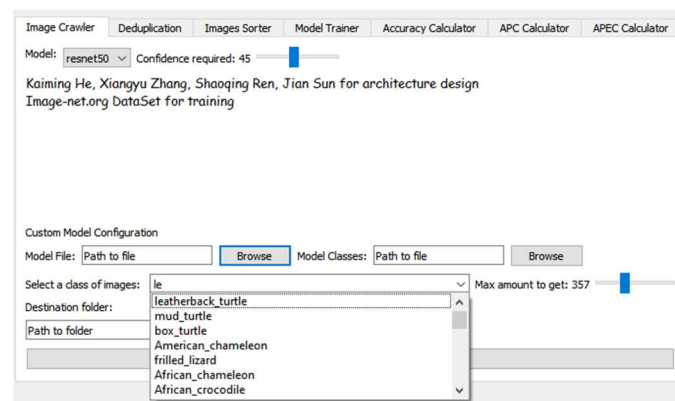 Image Crawler Deduplication Images Sorter Model Trainer Accuracy Calculator APC Calculator APEC Calculator
Model: resnet50 Confidence required: 45
Kaiming He, Xiangyu Zhang, Shaoqing Ren, Jian Sun for architecture design
Image-net.org DataSet for training
Custom Model Configuration
Model File: Path to file Browse Model Classes: Path to file Browse
Select a class of images: le Max amount to get: 357
leatherback_turtle
Destination folder:
mud_turtle
Path to folder
box_turtle
American_chameleon
frilled_lizard
African_chameleon
African_crocodile